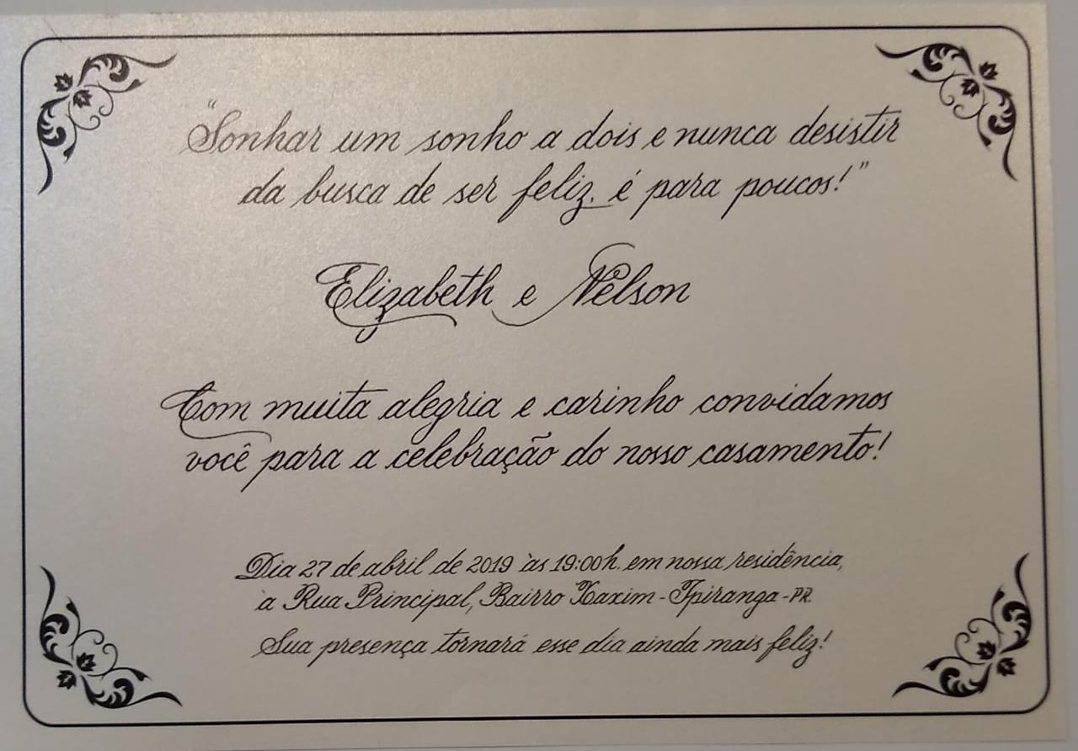 "Sonhar um sonho a dois e nunca desistir
da busca de ser feliz. é para poucos!"
Elizabeth e Nelson
Com muita alegria e carinho convidamos
você para a celebração do nosso casamento!
Dia 27 de abril de 2019 às 19:00h. em nossa residência,
à Rua Principal, Bairro Xaxim - Ipiranga - PR.
Sua presença tornará esse dia ainda mais feliz!